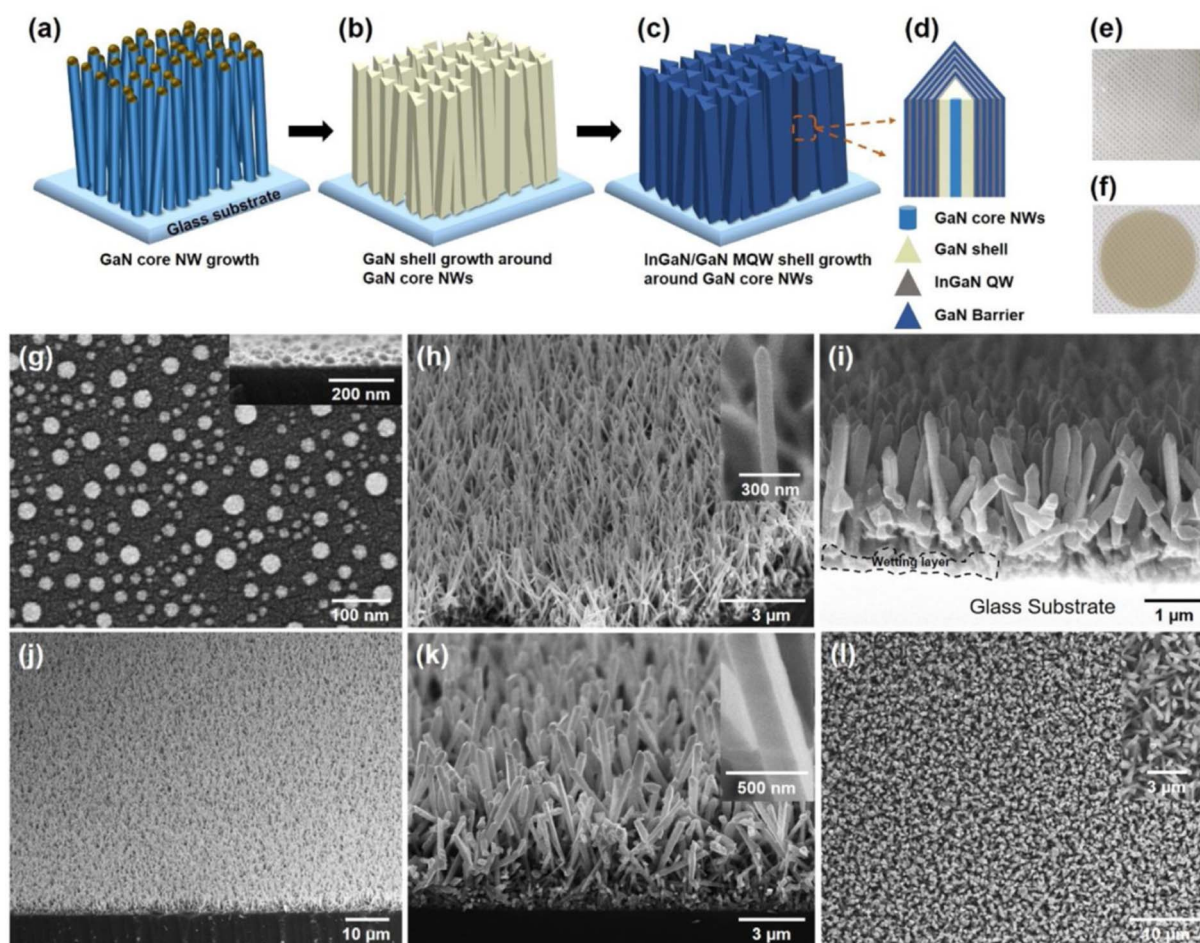 (a)
(b)
(c)
(d)
(e)
(f)
Glass substrate
GaN core NW growth
GaN shell growth around
GaN core NWs
InGaN/GaN MQW shell growth
around GaN core NWs
GaN core NWs
GaN shell
InGaN QW
GaN Barrier
(g)
200 nm
100 nm
(h)
300 nm
3 µm
(i)
Wetting layer
Glass Substrate
1 µm
(j)
10 µm
(k)
500 nm
3 µm
(l)
3 µm
10 µm